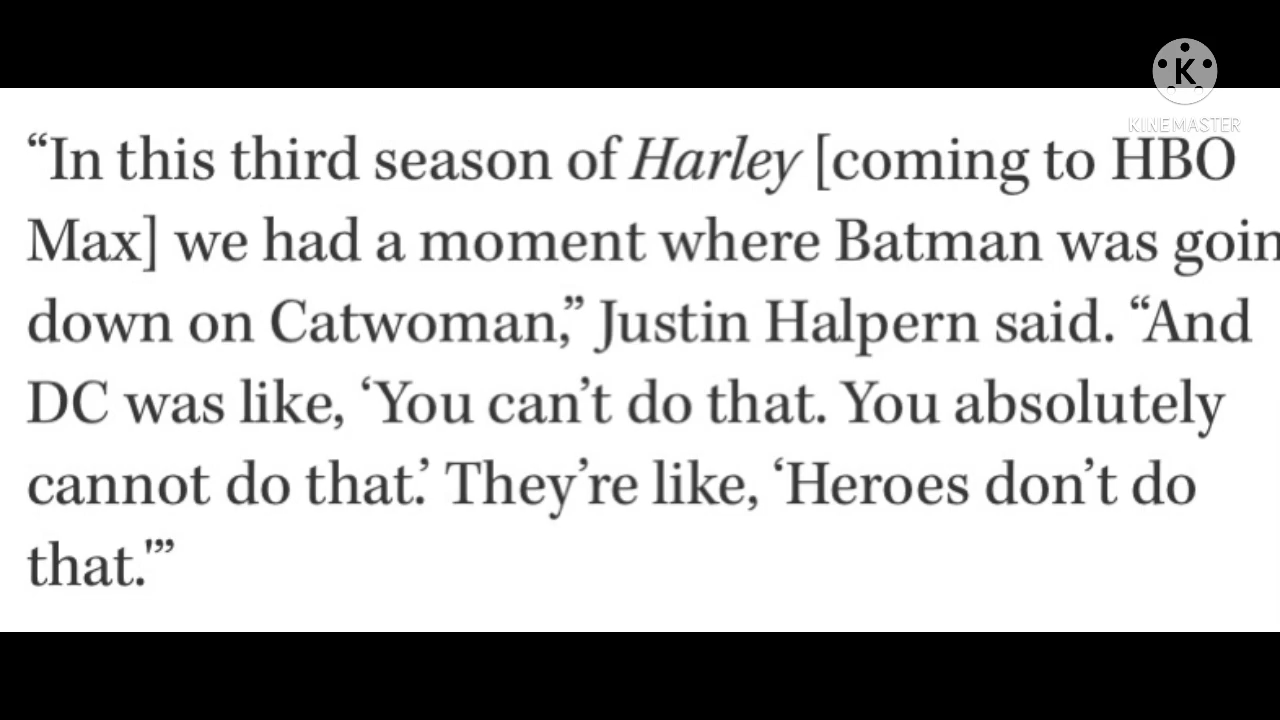 KINEMASTER
“In this third season of Harley [coming to HBO
Max] we had a moment where Batman was goin
down on Catwoman,” Justin Halpern said. “And
DC was like, ‘You can’t do that. You absolutely
cannot do that.’ They’re like, ‘Heroes don’t do
that.'”